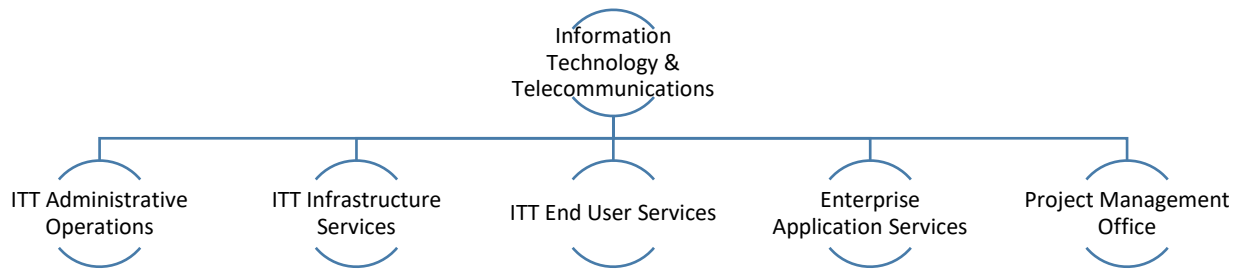 Information
Technology &
Telecommunications
ITT Administrative
Operations
ITT Infrastructure
Services
ITT End User Services
Enterprise
Application Services
Project Management
Office